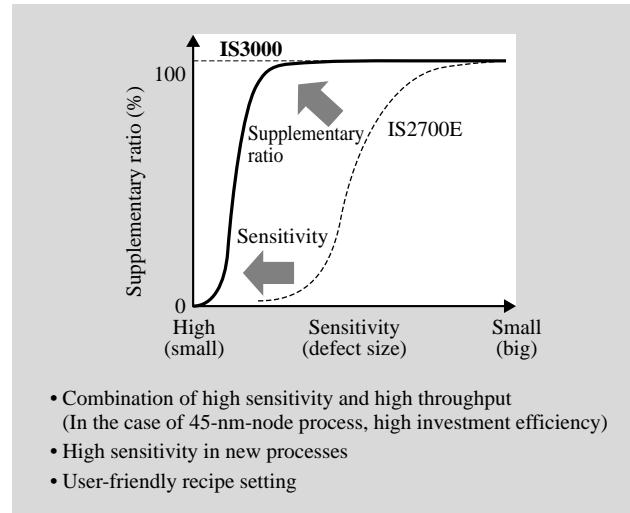 IS3000
100
Supplementary ratio (%)
Supplementary
ratio
IS2700E
Sensitivity
0
High
(small)
Sensitivity
(defect size)
Small
(big)
• Combination of high sensitivity and high throughput
(In the case of 45-nm-node process, high investment efficiency)
• High sensitivity in new processes
• User-friendly recipe setting